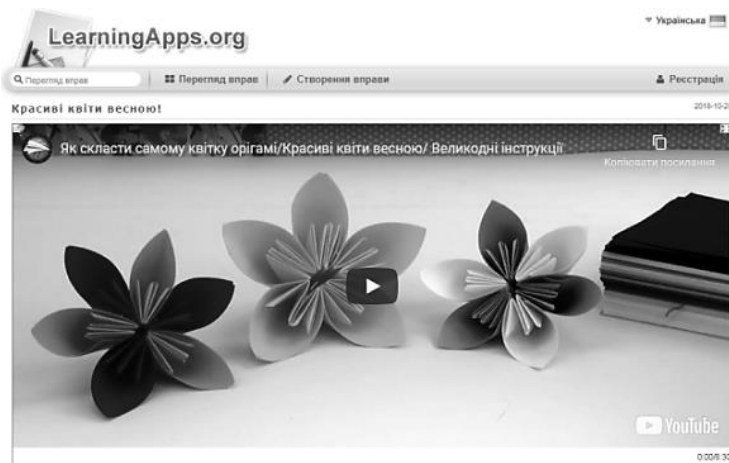 Українська
LearningApps.org
Перегляд вправ
Перегляд вправ
Створення вправи
Реєстрація
Красиві квіти весною!
Як скласти самому квітку орігамі/Красиві квіти весною/ Великодні інструкції
Копіювати посилання
YouTube